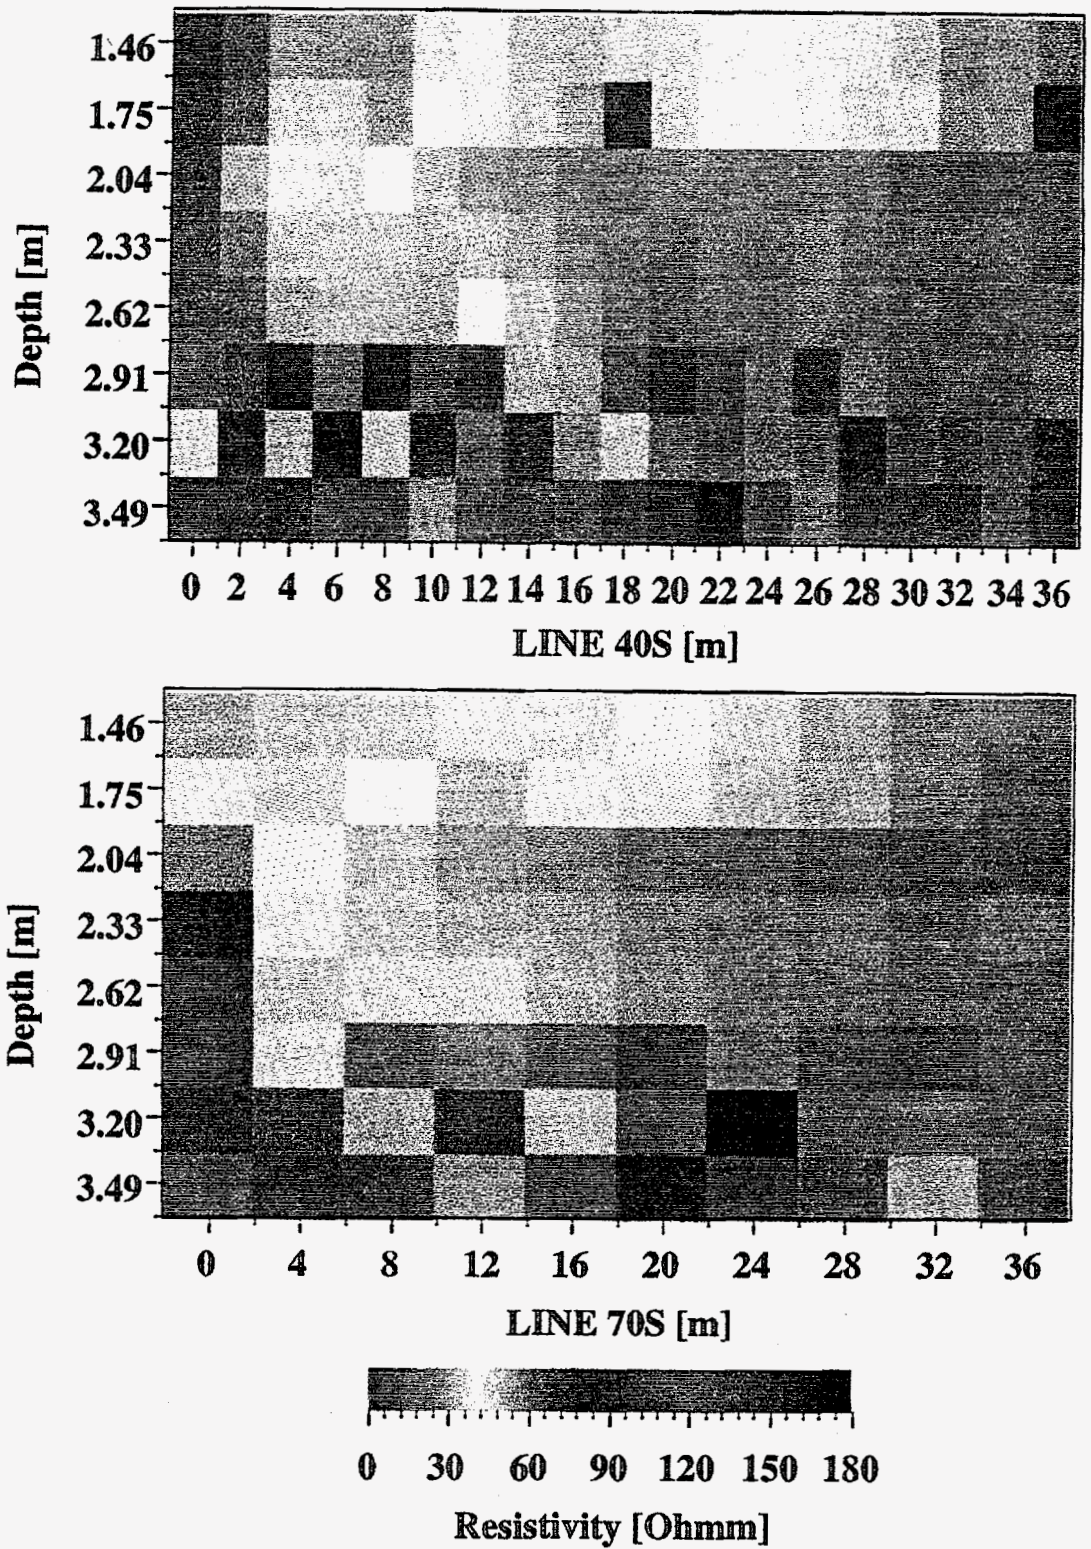 1.46
1.75
2.04
2.33
2.62
2.91
3.20
3.49
Depth [m]
0 2 4 6 8 10 12 14 16 18 20 22 24 26 28 30 32 34 36
LINE 40S [m]
1.46
1.75
2.04
2.33
2.62
2.91
3.20
3.49
Depth [m]
0 4 8 12 16 20 24 28 32 36
LINE 70S [m]
0 30 60 90 120 150 180
Resistivity [Ohmm]